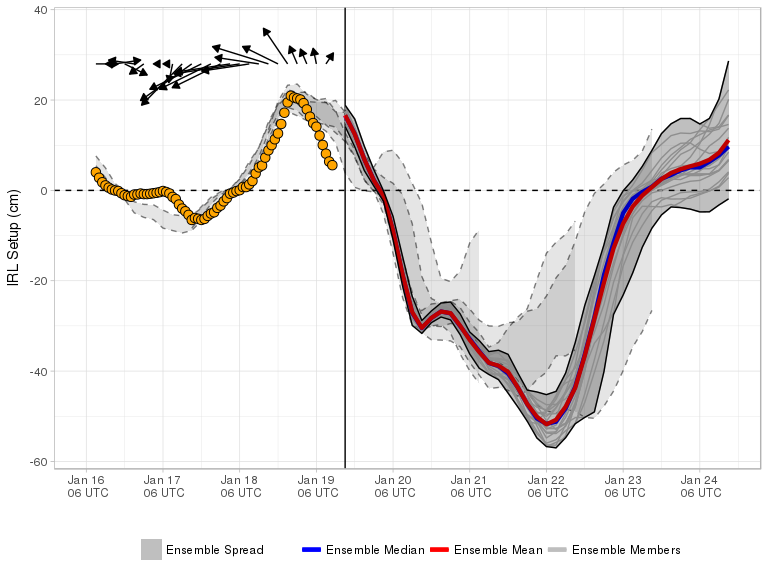 40
20
0
-20
-40
-60
IRL Setup (cm)
Jan 16 Jan 17 Jan 18 Jan 19 Jan 20 Jan 21 Jan 22 Jan 23 Jan 24
06 UTC 06 UTC 06 UTC 06 UTC 06 UTC 06 UTC 06 UTC 06 UTC 06 UTC
Ensemble Spread Ensemble Median Ensemble Mean Ensemble Members